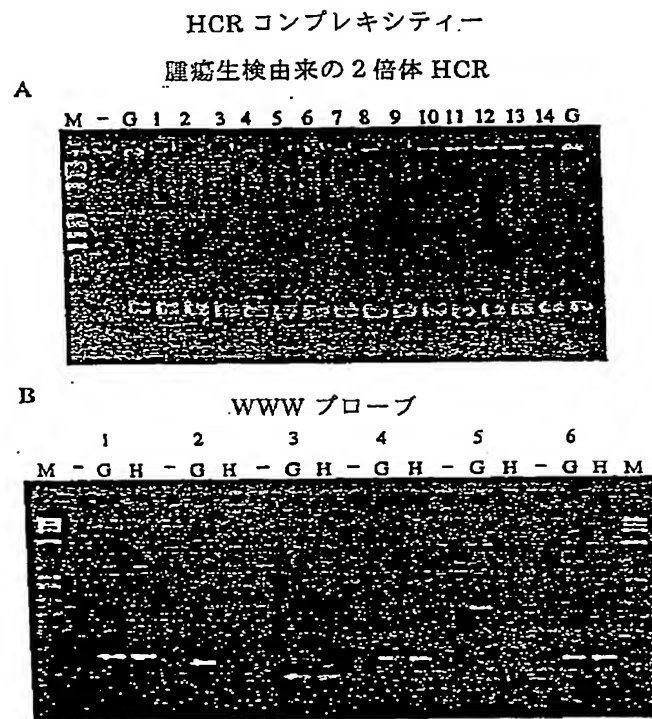 HCR コンプレキシティー
腫瘍生検由来の2倍体 HCR
A
M - G 1 2 3 4 5 6 7 8 9 10 11 12 13 14 G
B
WWW プローブ
1 2 3 4 5 6
M - G H - G H - G H - G H - G H - G H M